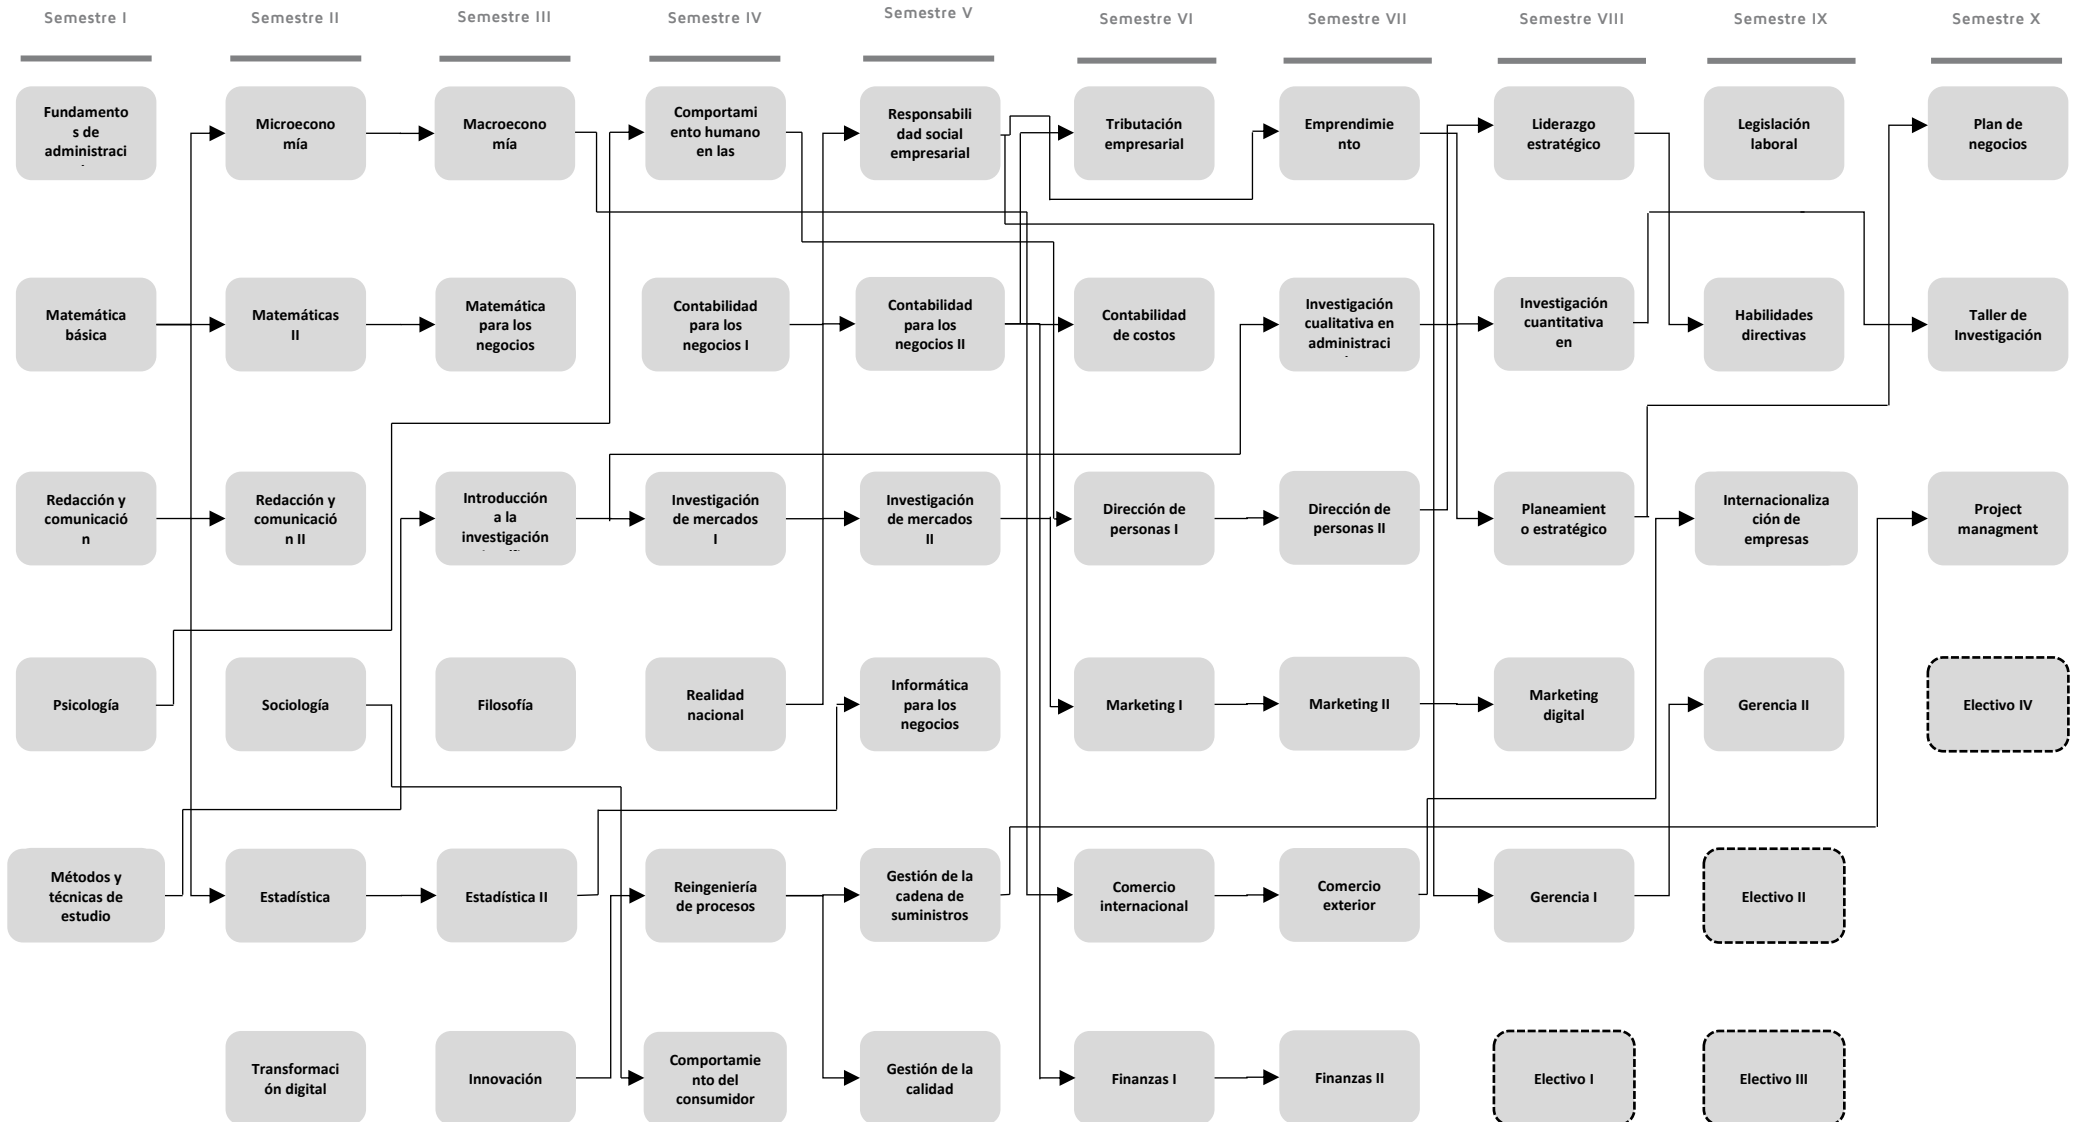 Semestre I
Semestre II
Semestre III
Semestre IV
Semestre V
Semestre VI
Semestre VII
Semestre VIII
Semestre IX
Semestre X
Fundamento
s de
administraci
Microecono
mía
Macroecono
mía
Comportami
ento humano
en las
Responsabili
dad social
empresarial
Tributación
empresarial
Emprendimie
nto
Liderazgo
estratégico
Legislación
laboral
Plan de
negocios
Matemática
básica
Matemáticas
II
Matemática
para los
negocios
Contabilidad
para los
negocios I
Contabilidad
para los
negocios II
Contabilidad
de costos
Investigación
cualitativa en
administraci
Investigación
cuantitativa
en
Habilidades
directivas
Taller de
Investigación
Redacción y
comunicació
n
Redacción y
comunicació
n II
Introducción
a la
investigación
Investigación
de mercados
I
Investigación
de mercados
II
Dirección de
personas I
Dirección de
personas II
Planeamient
o estratégico
Internacionaliza
ción de
empresas
Project
managment
Psicología
Sociología
Filosofía
Realidad
nacional
Informática
para los
negocios
Marketing I
Marketing II
Marketing
digital
Gerencia II
Electivo IV
Métodos y
técnicas de
estudio
Estadística
Estadística II
Reingeniería
de procesos
Gestión de la
cadena de
suministros
Comercio
internacional
Comercio
exterior
Gerencia I
Electivo II
Transformaci
ón digital
Innovación
Comportamie
nto del
consumidor
Gestión de la
calidad
Finanzas I
Finanzas II
Electivo I
Electivo III